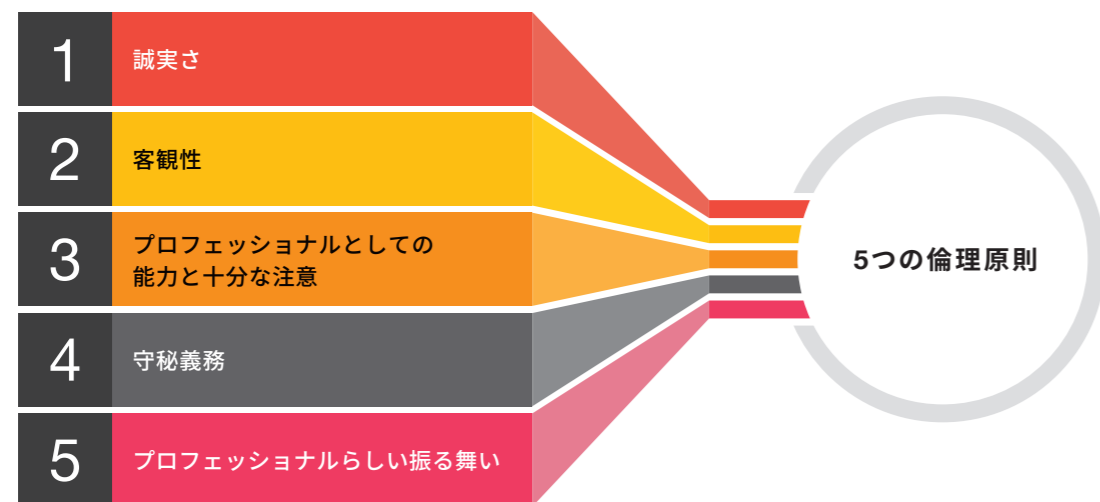 1
誠実さ
2
客観性
3
プロフェッショナルとしての
能力と十分な注意
4
守秘義務
5
プロフェッショナルらしい振る舞い
5つの倫理原則